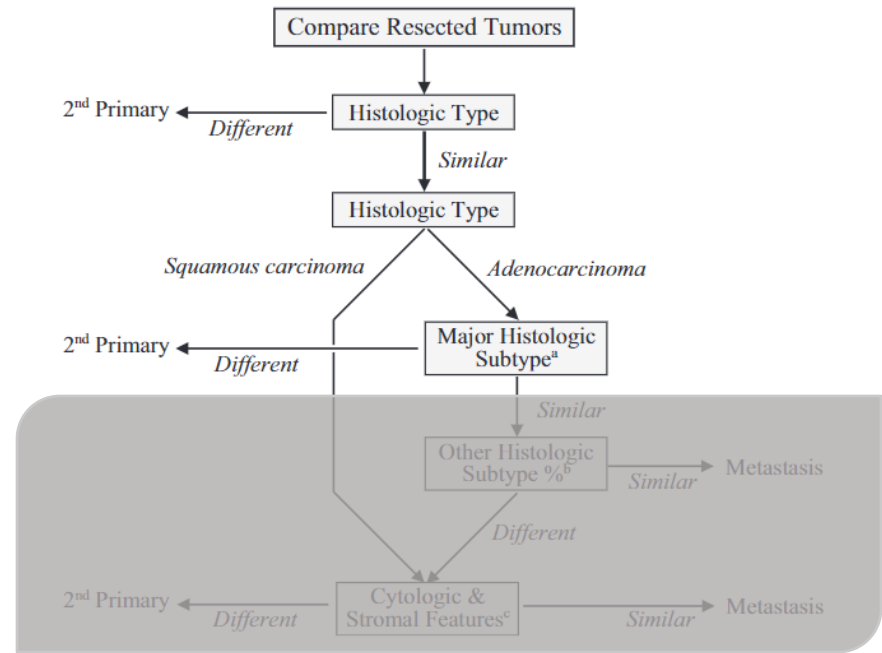 Compare Resected Tumors
Histologic Type
2nd Primary
Different
Similar
Histologic Type
Squamous carcinoma
Adenocarcinoma
Major Histologic
Subtypea
2nd Primary
Different
Similar
Other Histologic
Subtype %b
Similar
Metastasis
Different
2nd Primary
Different
Cytologic &
Stromal Featuresc
Similar
Metastasis